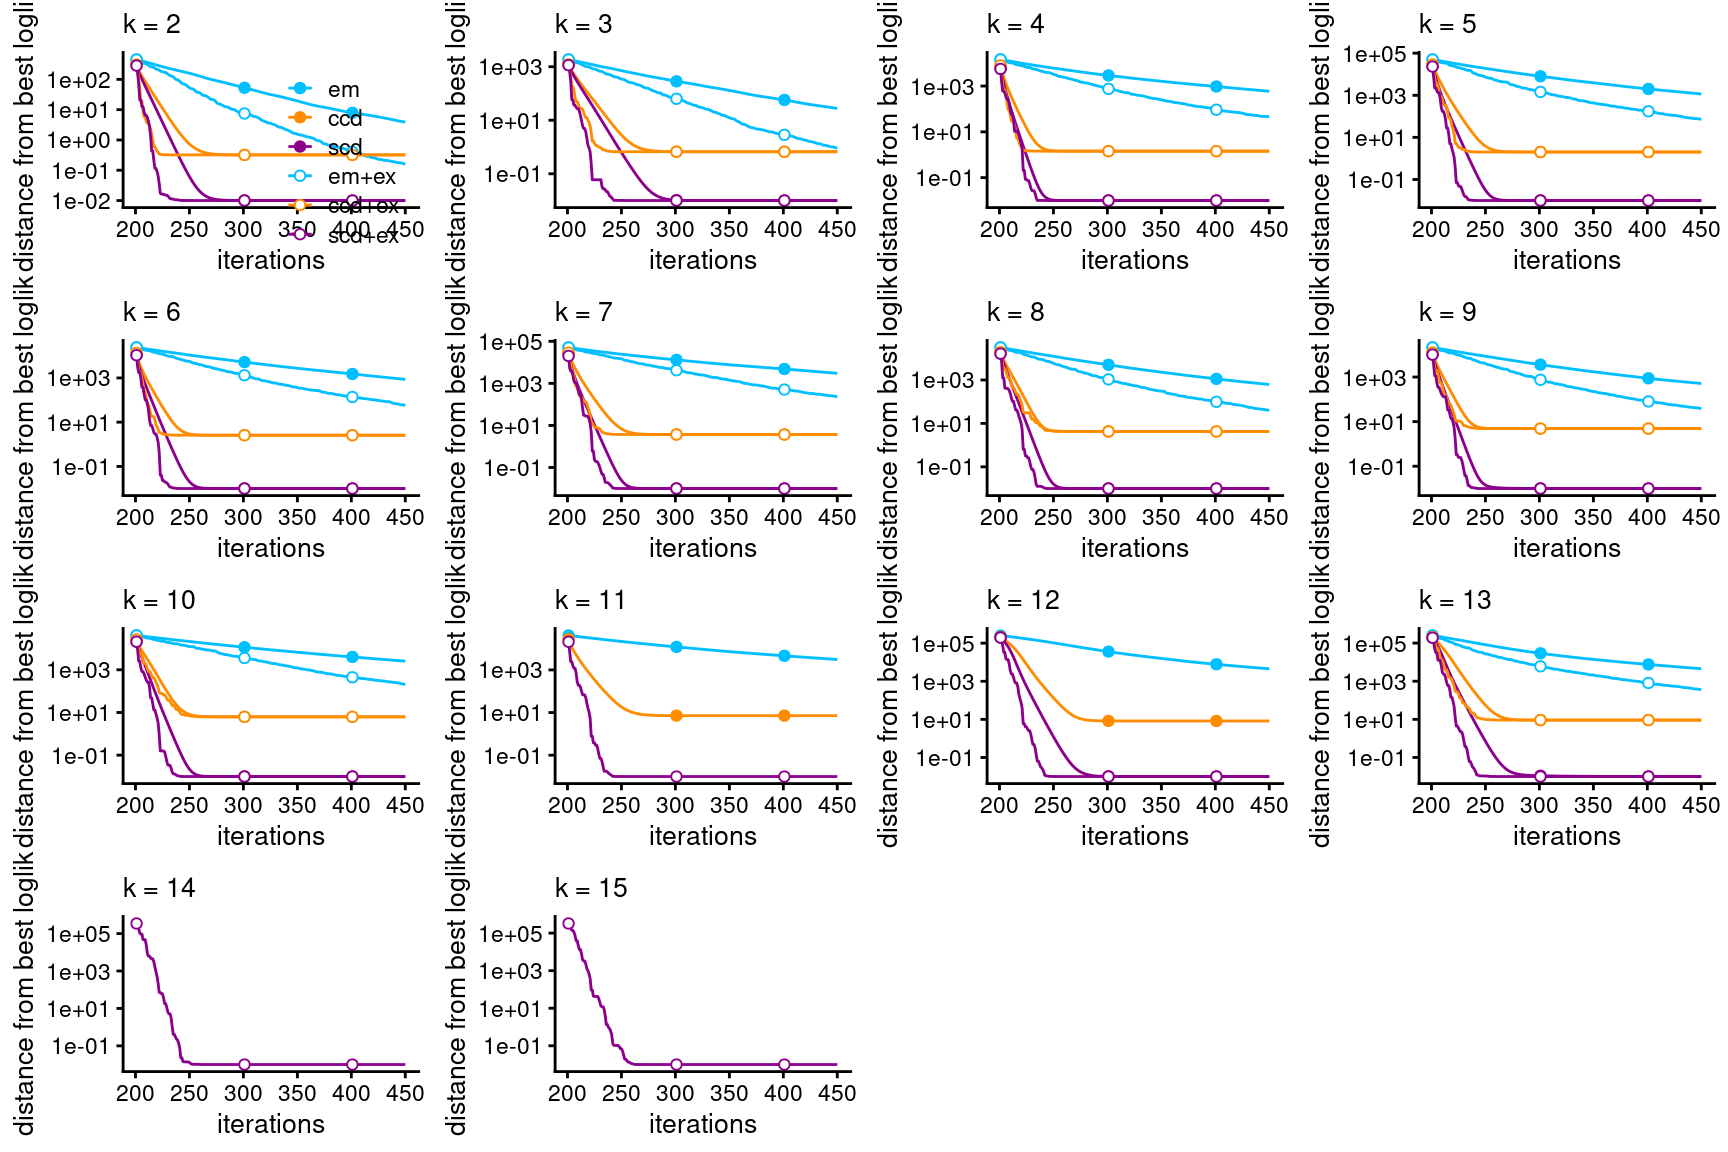 k = 2
distance from best loglik
1e+02
1e+01
1e+00
1e-01
1e-02
200 250 300 350 400 450
iterations
em
ccd
scd
em+ex
ccd+ex
scd+ex
k = 3
distance from best loglik
1e+03
1e+01
1e-01
200 250 300 350 400 450
iterations
k = 4
distance from best loglik
1e+03
1e+01
1e-01
200 250 300 350 400 450
iterations
k = 5
distance from best loglik
1e+05
1e+03
1e+01
1e-01
200 250 300 350 400 450
iterations
k = 6
distance from best loglik
1e+03
1e+01
1e-01
200 250 300 350 400 450
iterations
k = 7
distance from best loglik
1e+05
1e+03
1e+01
1e-01
200 250 300 350 400 450
iterations
k = 8
distance from best loglik
1e+03
1e+01
1e-01
200 250 300 350 400 450
iterations
k = 9
distance from best loglik
1e+03
1e+01
1e-01
200 250 300 350 400 450
iterations
k = 10
distance from best loglik
1e+03
1e+01
1e-01
200 250 300 350 400 450
iterations
k = 11
distance from best loglik
1e+03
1e+01
1e-01
200 250 300 350 400 450
iterations
k = 12
distance from best loglik
1e+05
1e+03
1e+01
1e-01
200 250 300 350 400 450
iterations
k = 13
distance from best loglik
1e+05
1e+03
1e+01
1e-01
200 250 300 350 400 450
iterations
k = 14
distance from best loglik
1e+05
1e+03
1e+01
1e-01
200 250 300 350 400 450
iterations
k = 15
distance from best loglik
1e+05
1e+03
1e+01
1e-01
200 250 300 350 400 450
iterations